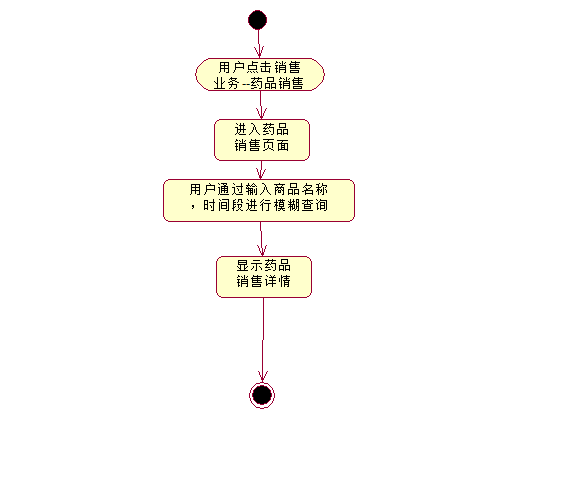 用户点击销售
业务--药品销售
进入药品
销售页面
用户通过输入商品名称
，时间段进行模糊查询
显示药品
销售详情